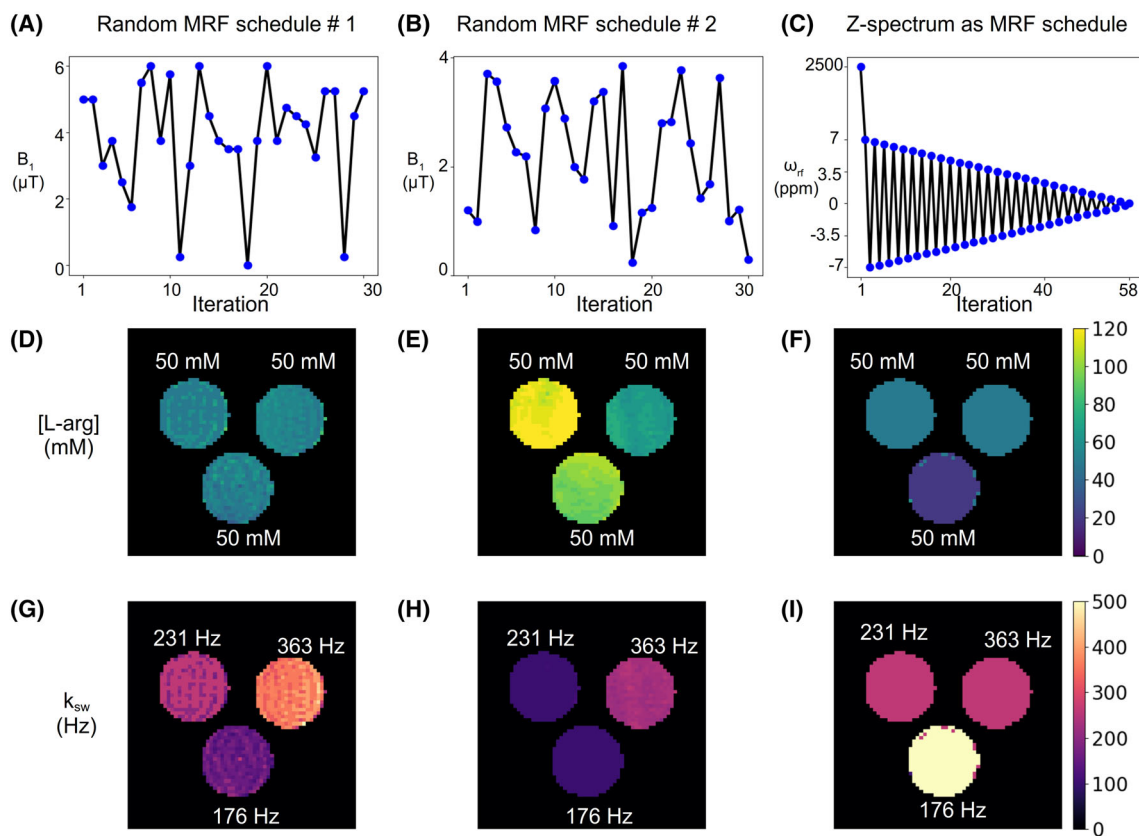 (A) Random MRF schedule # 1
6
4
2
0
B₁
(μT)
1 10 20 30
Iteration
(B) Random MRF schedule # 2
4
2
0
B₁
(μT)
1 10 20 30
Iteration
(C) Z-spectrum as MRF schedule
2500
7
3.5
0
-3.5
-7
ωrf
(ppm)
1 20 40 58
Iteration
[L-arg]
(mM)
(D)
50 mM 50 mM
50 mM
(E)
50 mM 50 mM
50 mM
(F)
50 mM 50 mM
50 mM
120
100
80
60
40
20
0
ksw
(Hz)
(G)
231 Hz 363 Hz
176 Hz
(H)
231 Hz 363 Hz
176 Hz
(I)
231 Hz 363 Hz
176 Hz
500
400
300
200
100
0